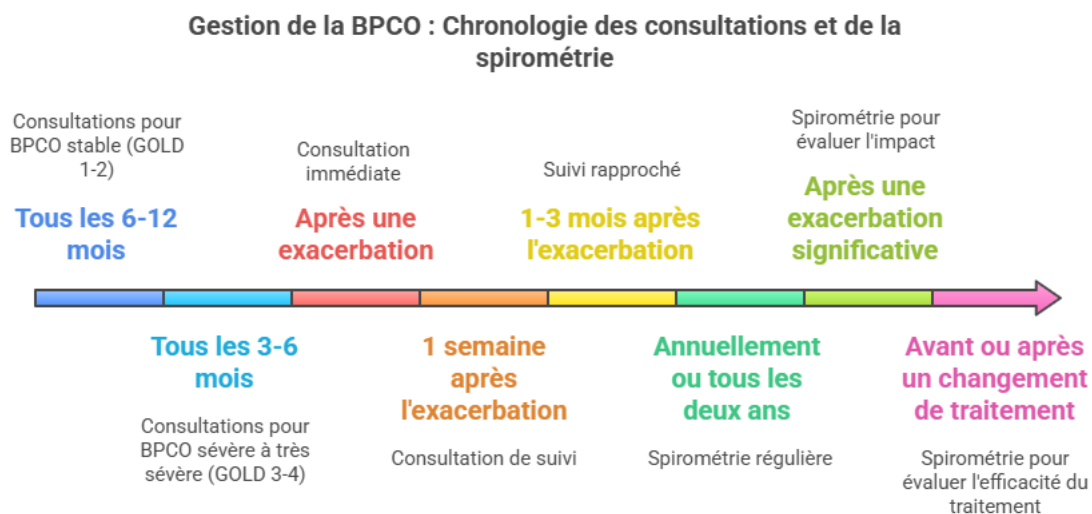 Gestion de la BPCO : Chronologie des consultations et de la
spirométrie
Consultations pour
BPCO stable (GOLD
1-2)
Tous les 6-12
mois
Consultation
immédiate
Après une
exacerbation
Suivi rapproché
1-3 mois après
l'exacerbation
Spirométrie pour
évaluer l'impact
Après une
exacerbation
significative
Tous les 3-6
mois
Consultations pour
BPCO sévère à très
sévère (GOLD 3-4)
1 semaine
après
l'exacerbation
Consultation de suivi
Annuellement
ou tous les
deux ans
Spirométrie régulière
Avant ou après
un changement
de traitement
Spirométrie pour
évaluer l'efficacité du
traitement